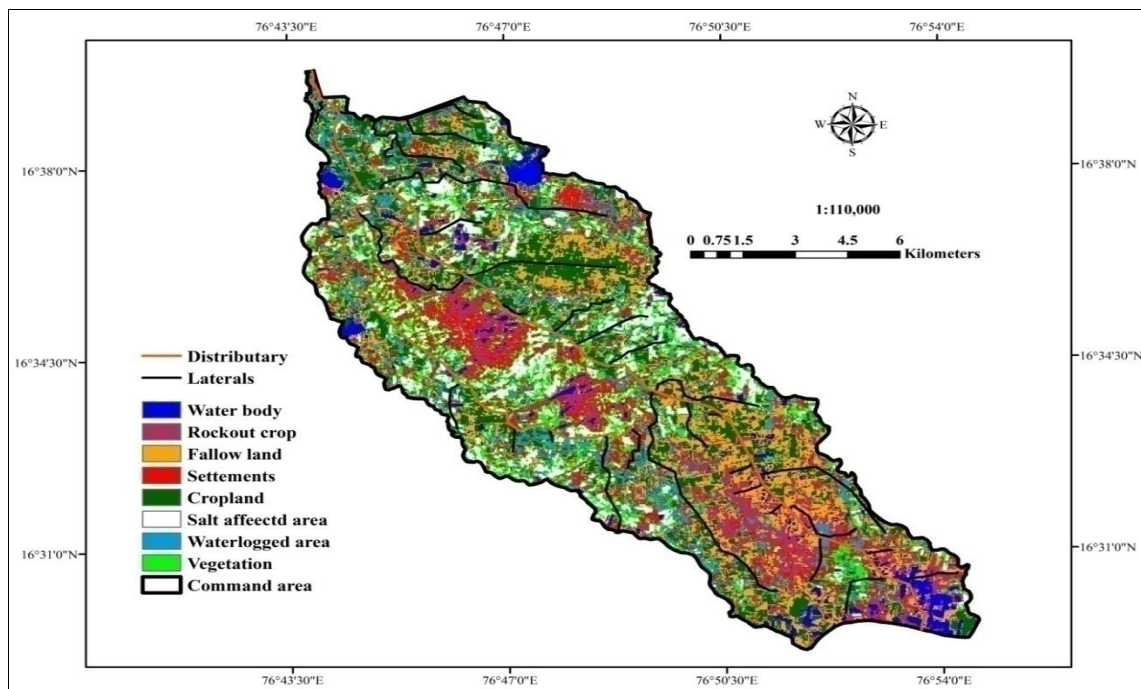 76°43'30"E 76°47'0"E 76°50'30"E 76°54'0"E
N
W E
S
16°38'0"N 16°38'0"N
1:110,000
0 0.75 1.5 3 4.5 6
Kilometers
16°34'30"N 16°34'30"N
Distributary
Laterals
Water body
Rockout crop
Fallow land
Settements
Cropland
Salt affeectd area
Waterlogged area
Vegetation
Command area
16°31'0"N 16°31'0"N
76°43'30"E 76°47'0"E 76°50'30"E 76°54'0"E